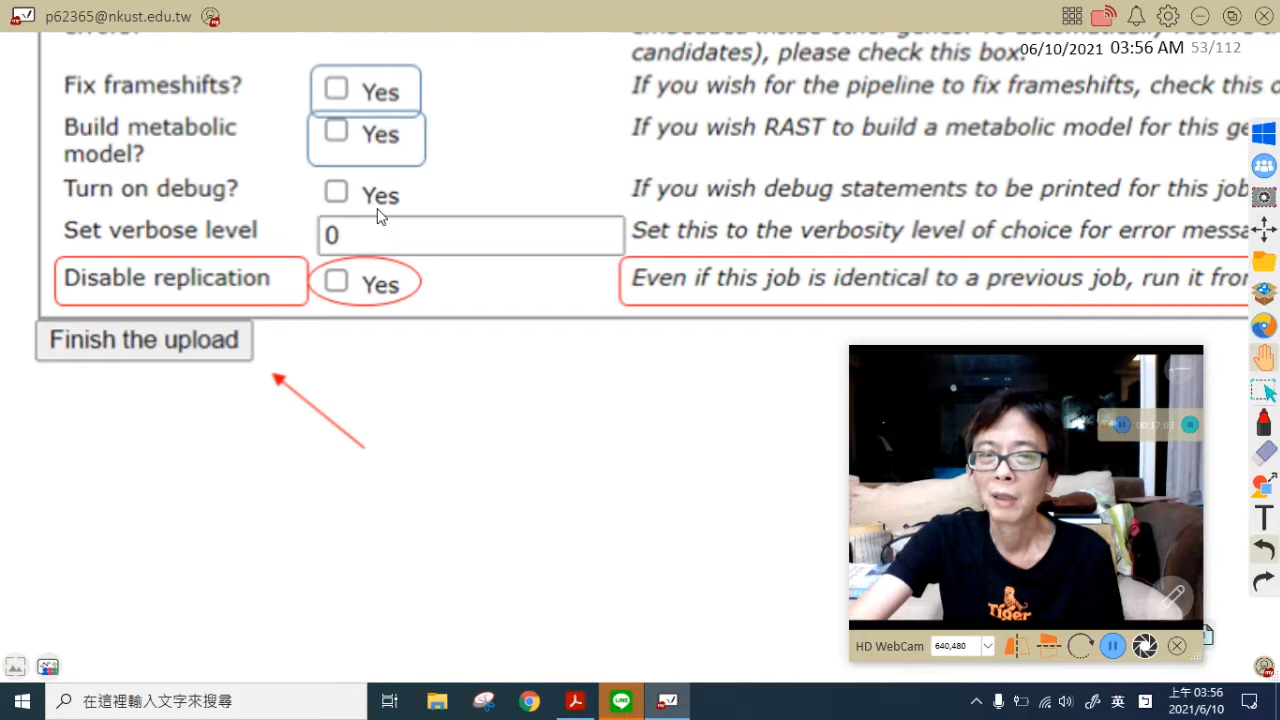 p62365@nkust.edu.tw
06/10/2021 03:56 AM 53/112
candidates), please check this box.
Fix frameshifts? Yes If you wish for the pipeline to fix frameshifts, check this
Build metabolic model? Yes If you wish RAST to build a metabolic model for this
Turn on debug? Yes If you wish debug statements to be printed for this job
Set verbose level 0 Set this to the verbosity level of choice for error
Disable replication Yes Even if this job is identical to a previous job, run it
Finish the upload
00:17:02
Tiger
HD WebCam 640,480
T
在這裡輸入文字來搜尋
LINE
英
上午 03:56
2021/6/10